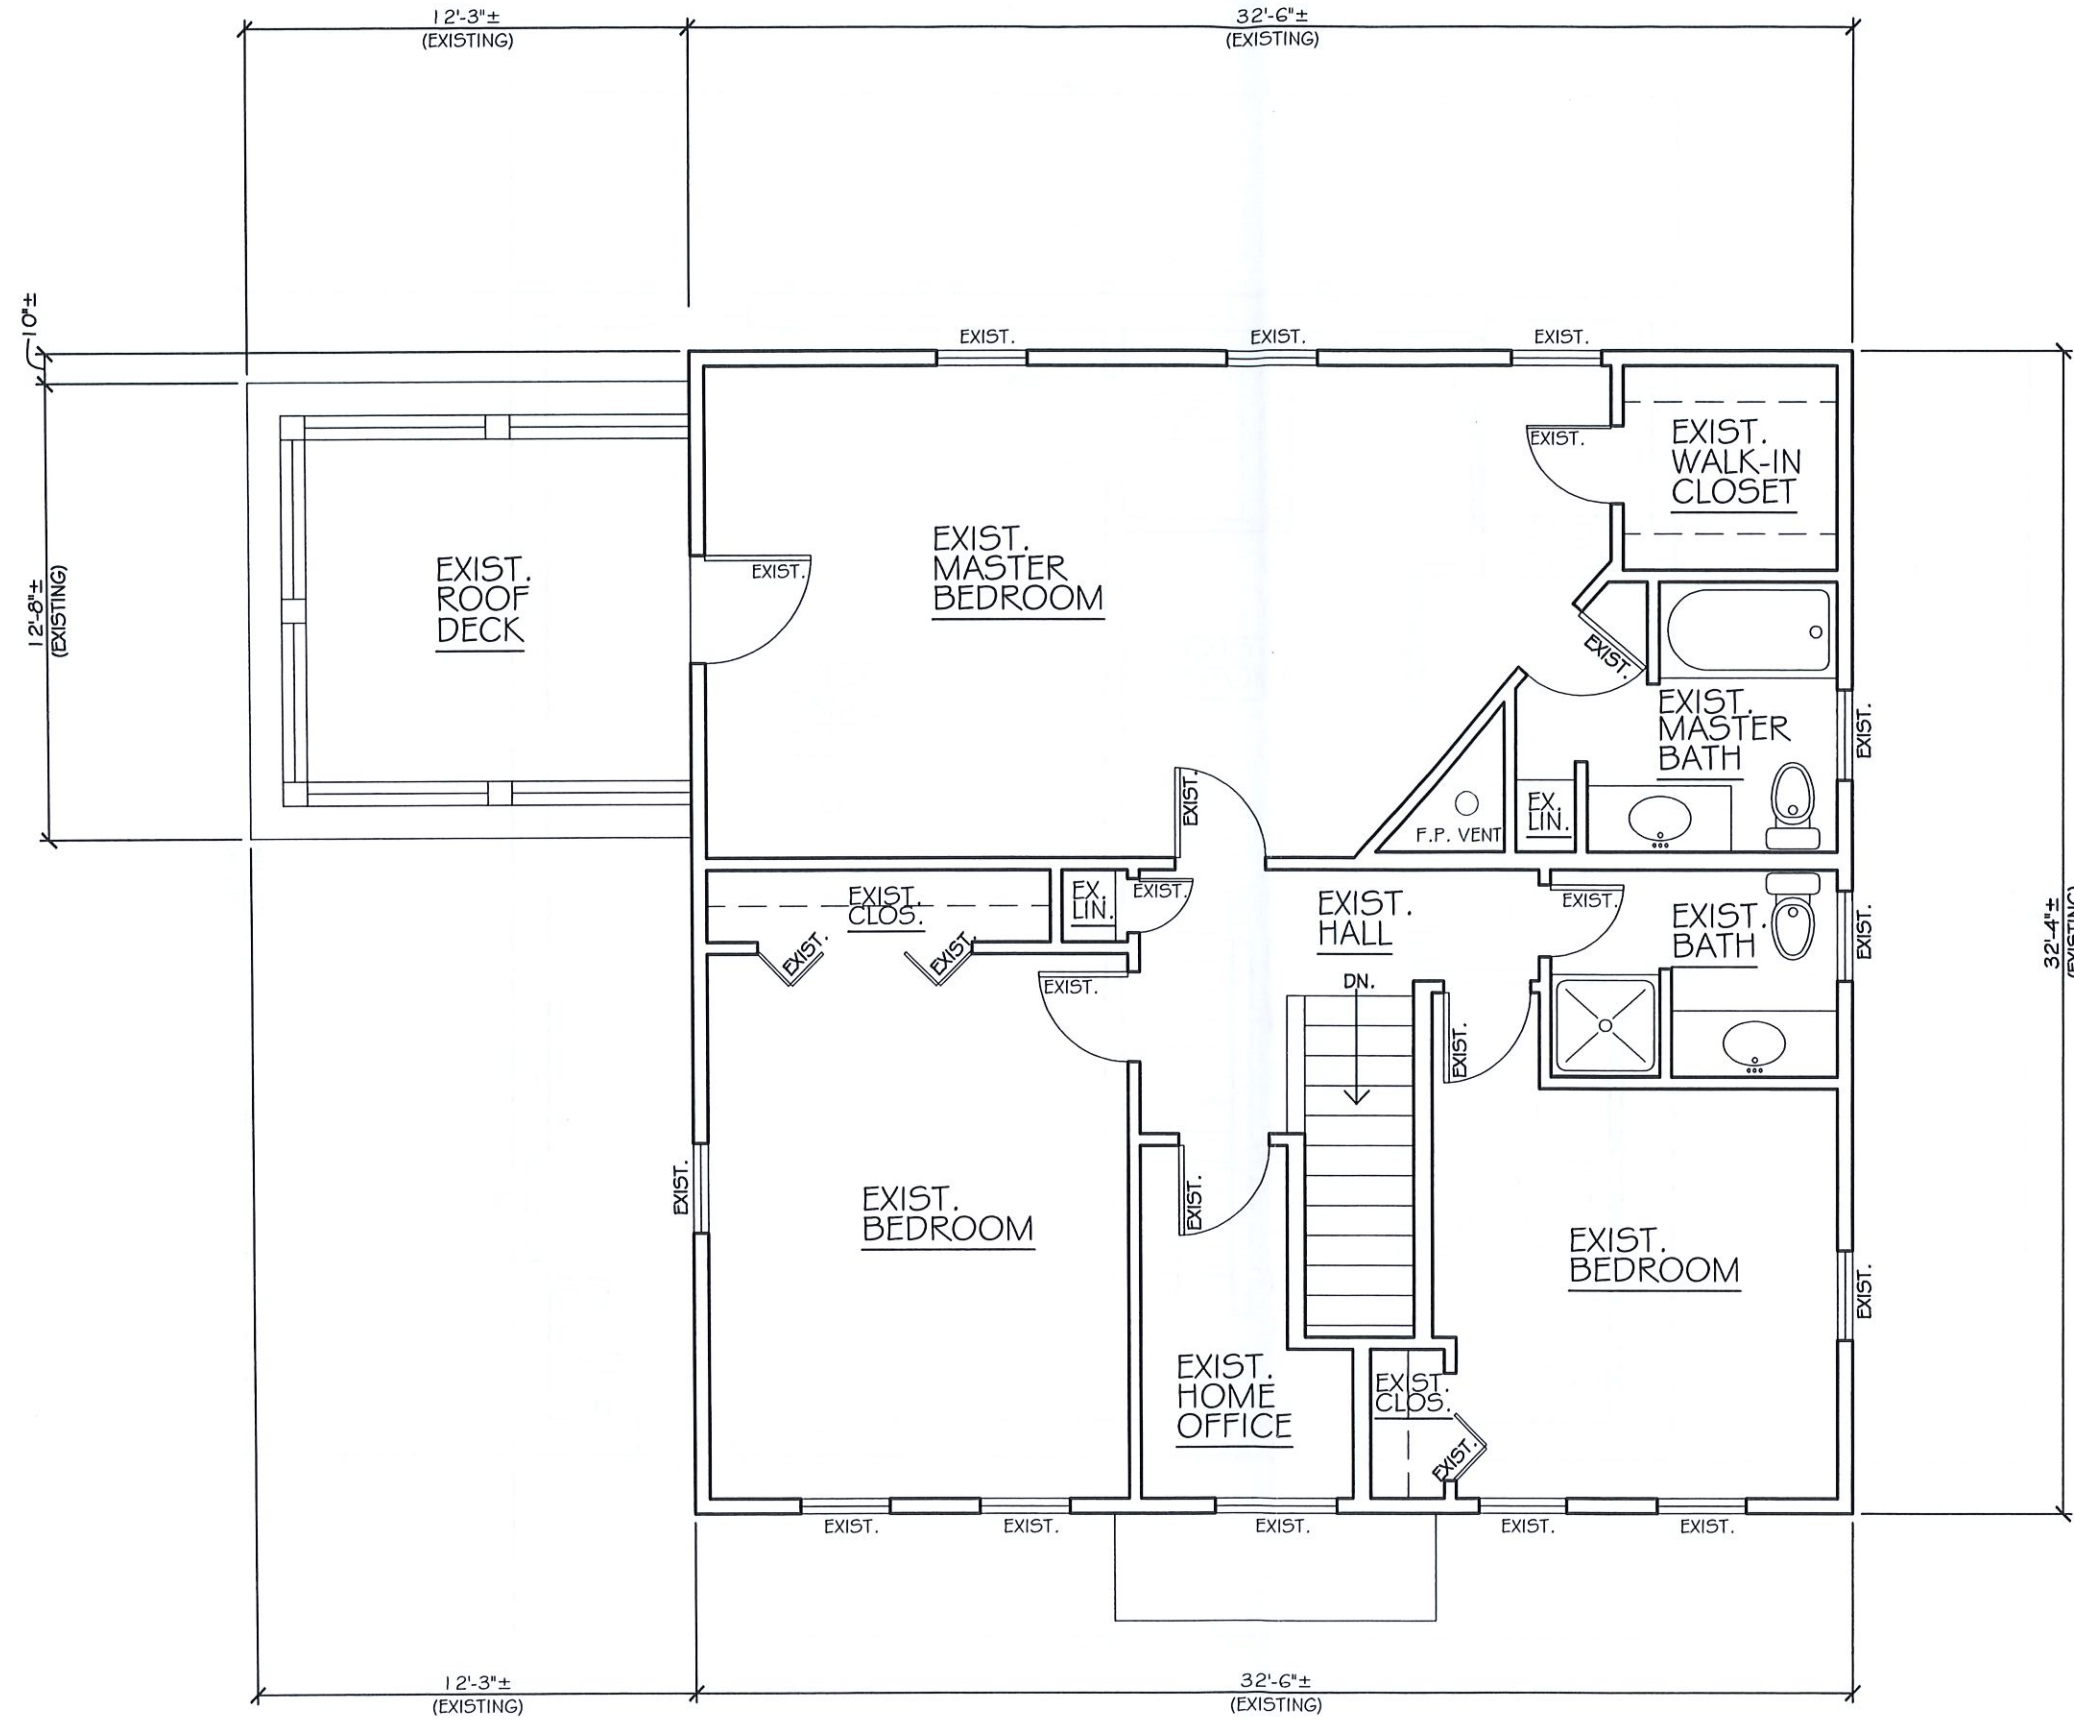 12'-3"±
(EXISTING)
32'-6"±
(EXISTING)
10"±
12'-8"±
(EXISTING)
EXIST.
EXIST.
EXIST.
EXIST.
EXIST.
WALK-IN
CLOSET
EXIST.
MASTER
BEDROOM
EXIST.
EXIST.
ROOF
DECK
EXIST.
EXIST.
MASTER
BATH
EXIST.
EXIST.
EX.
LIN.
F.P. VENT
EXIST.
CLOS.
EX.
LIN.
EXIST.
EXIST.
HALL
EXIST.
EXIST.
BATH
EXIST.
EXIST.
EXIST.
EXIST.
DN.
EXIST.
32'-4"±
(EXISTING)
EXIST.
EXIST.
BEDROOM
EXIST.
EXIST.
BEDROOM
EXIST.
EXIST.
HOME
OFFICE
EXIST.
CLOS.
EXIST.
EXIST.
EXIST.
EXIST.
EXIST.
EXIST.
12'-3"±
(EXISTING)
32'-6"±
(EXISTING)